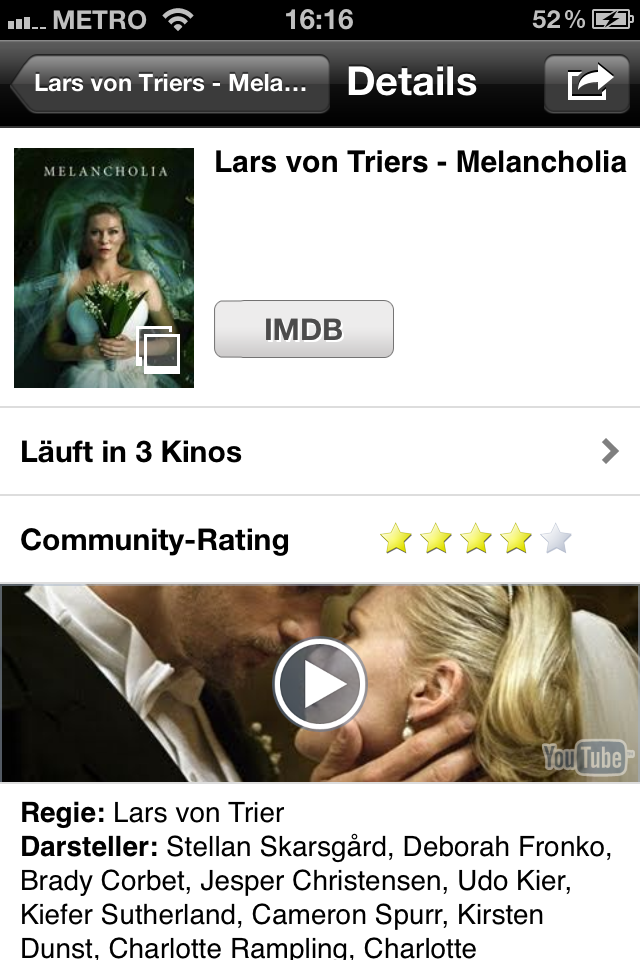 METRO 16:16 52%
Lars von Triers - Mela... Details
MELANCHOLIA
Lars von Triers - Melancholia
IMDB
Läuft in 3 Kinos
Community-Rating
YouTube
Regie: Lars von Trier
Darsteller: Stellan Skarsgård, Deborah Fronko,
Brady Corbet, Jesper Christensen, Udo Kier,
Kiefer Sutherland, Cameron Spurr, Kirsten
Dunst, Charlotte Rampling, Charlotte